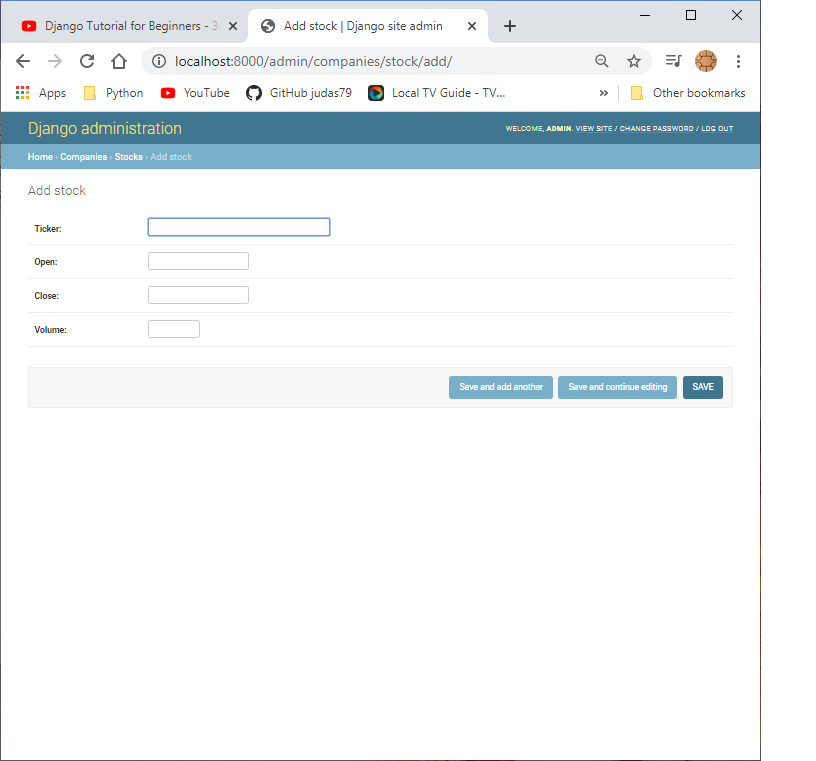 Django Tutorial for Beginners - Add stock | Django site admin
localhost:8000/admin/companies/stock/add/
Apps Python YouTube GitHub judas79 Local TV Guide - TV... » Other bookmarks
Django administration WELCOME, ADMIN. VIEW SITE / CHANGE PASSWORD / LOG OUT
Home › Companies › Stocks › Add stock
Add stock
Ticker:
Open:
Close:
Volume:
Save and add another Save and continue editing SAVE